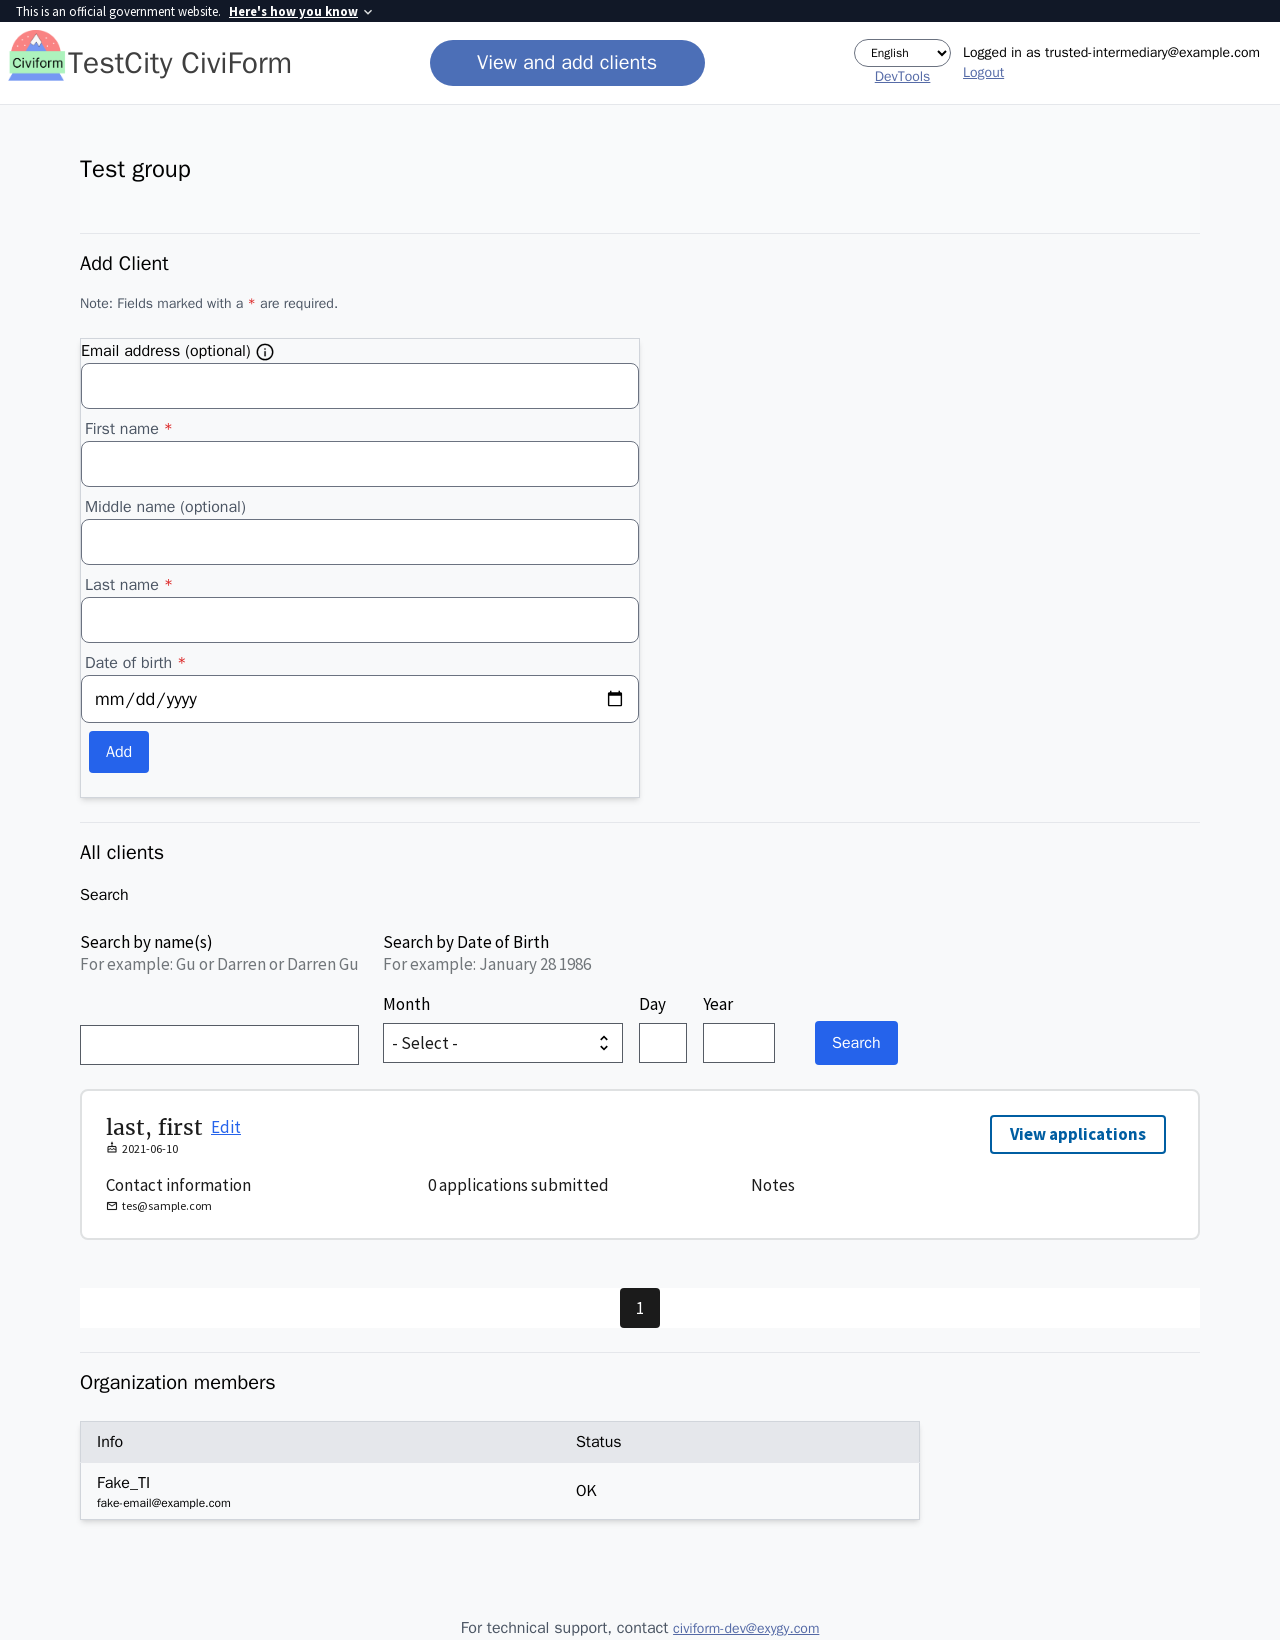 This is an official government website. Here's how you know
Civiform TestCity CiviForm
View and add clients
English
DevTools
Logged in as trusted-intermediary@example.com
Logout
Test group
Add Client
Note: Fields marked with a * are required.
Email address (optional)
First name *
Middle name (optional)
Last name *
Date of birth *
mm/dd/yyyy
Add
All clients
Search
Search by name(s)
For example: Gu or Darren or Darren Gu
Search by Date of Birth
For example: January 28 1986
Month Day Year
- Select -
Search
last, first Edit
2021-06-10
View applications
Contact information
tes@sample.com
0 applications submitted
Notes
1
Organization members
Info Status
Fake_TI
fake-email@example.com
OK
For technical support, contact civiform-dev@exygy.com